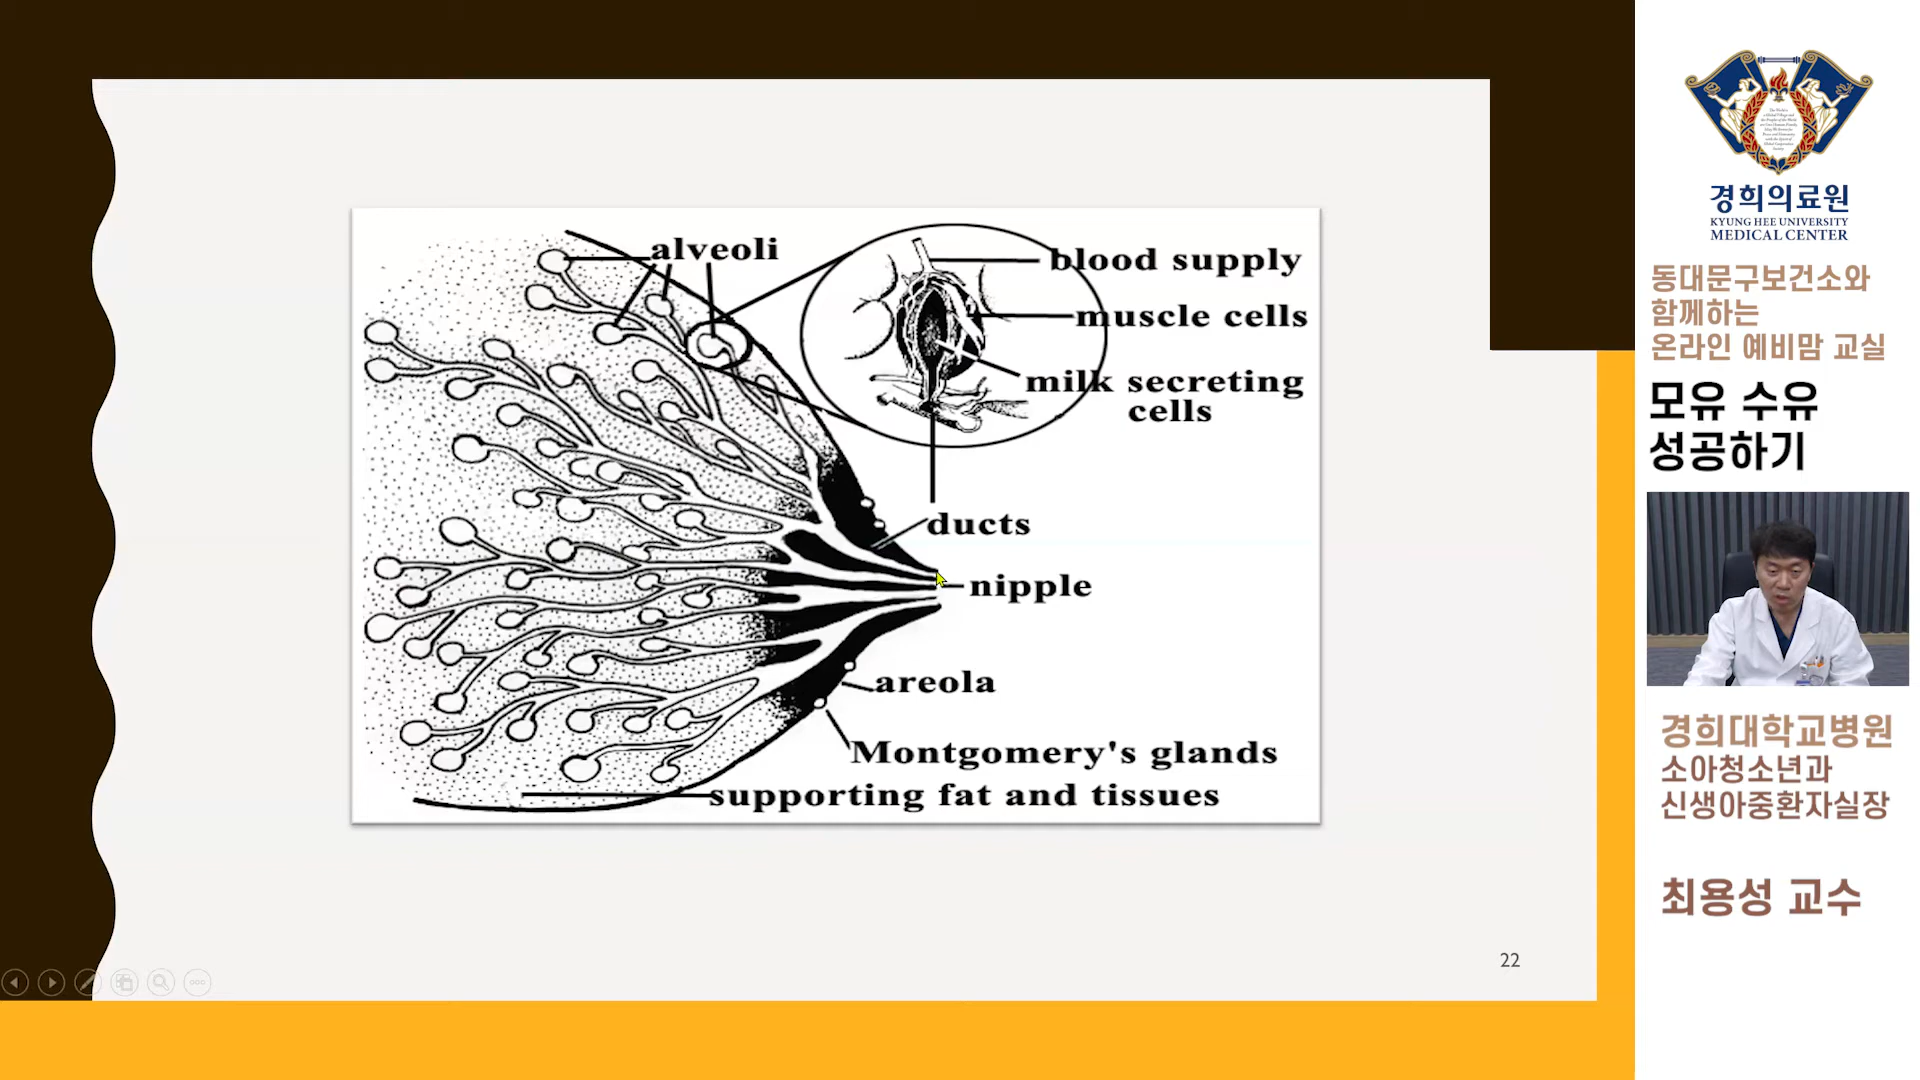 alveoli
blood supply
muscle cells
milk secreting
cells
ducts
nipple
areola
Montgomery's glands
supporting fat and tissues
22
경희의료원
KYUNG HEE UNIVERSITY
MEDICAL CENTER
동대문구보건소와
함께하는
온라인 예비맘 교실
모유 수유
성공하기
경희대학교병원
소아청소년과
신생아중환자실장
최용성 교수